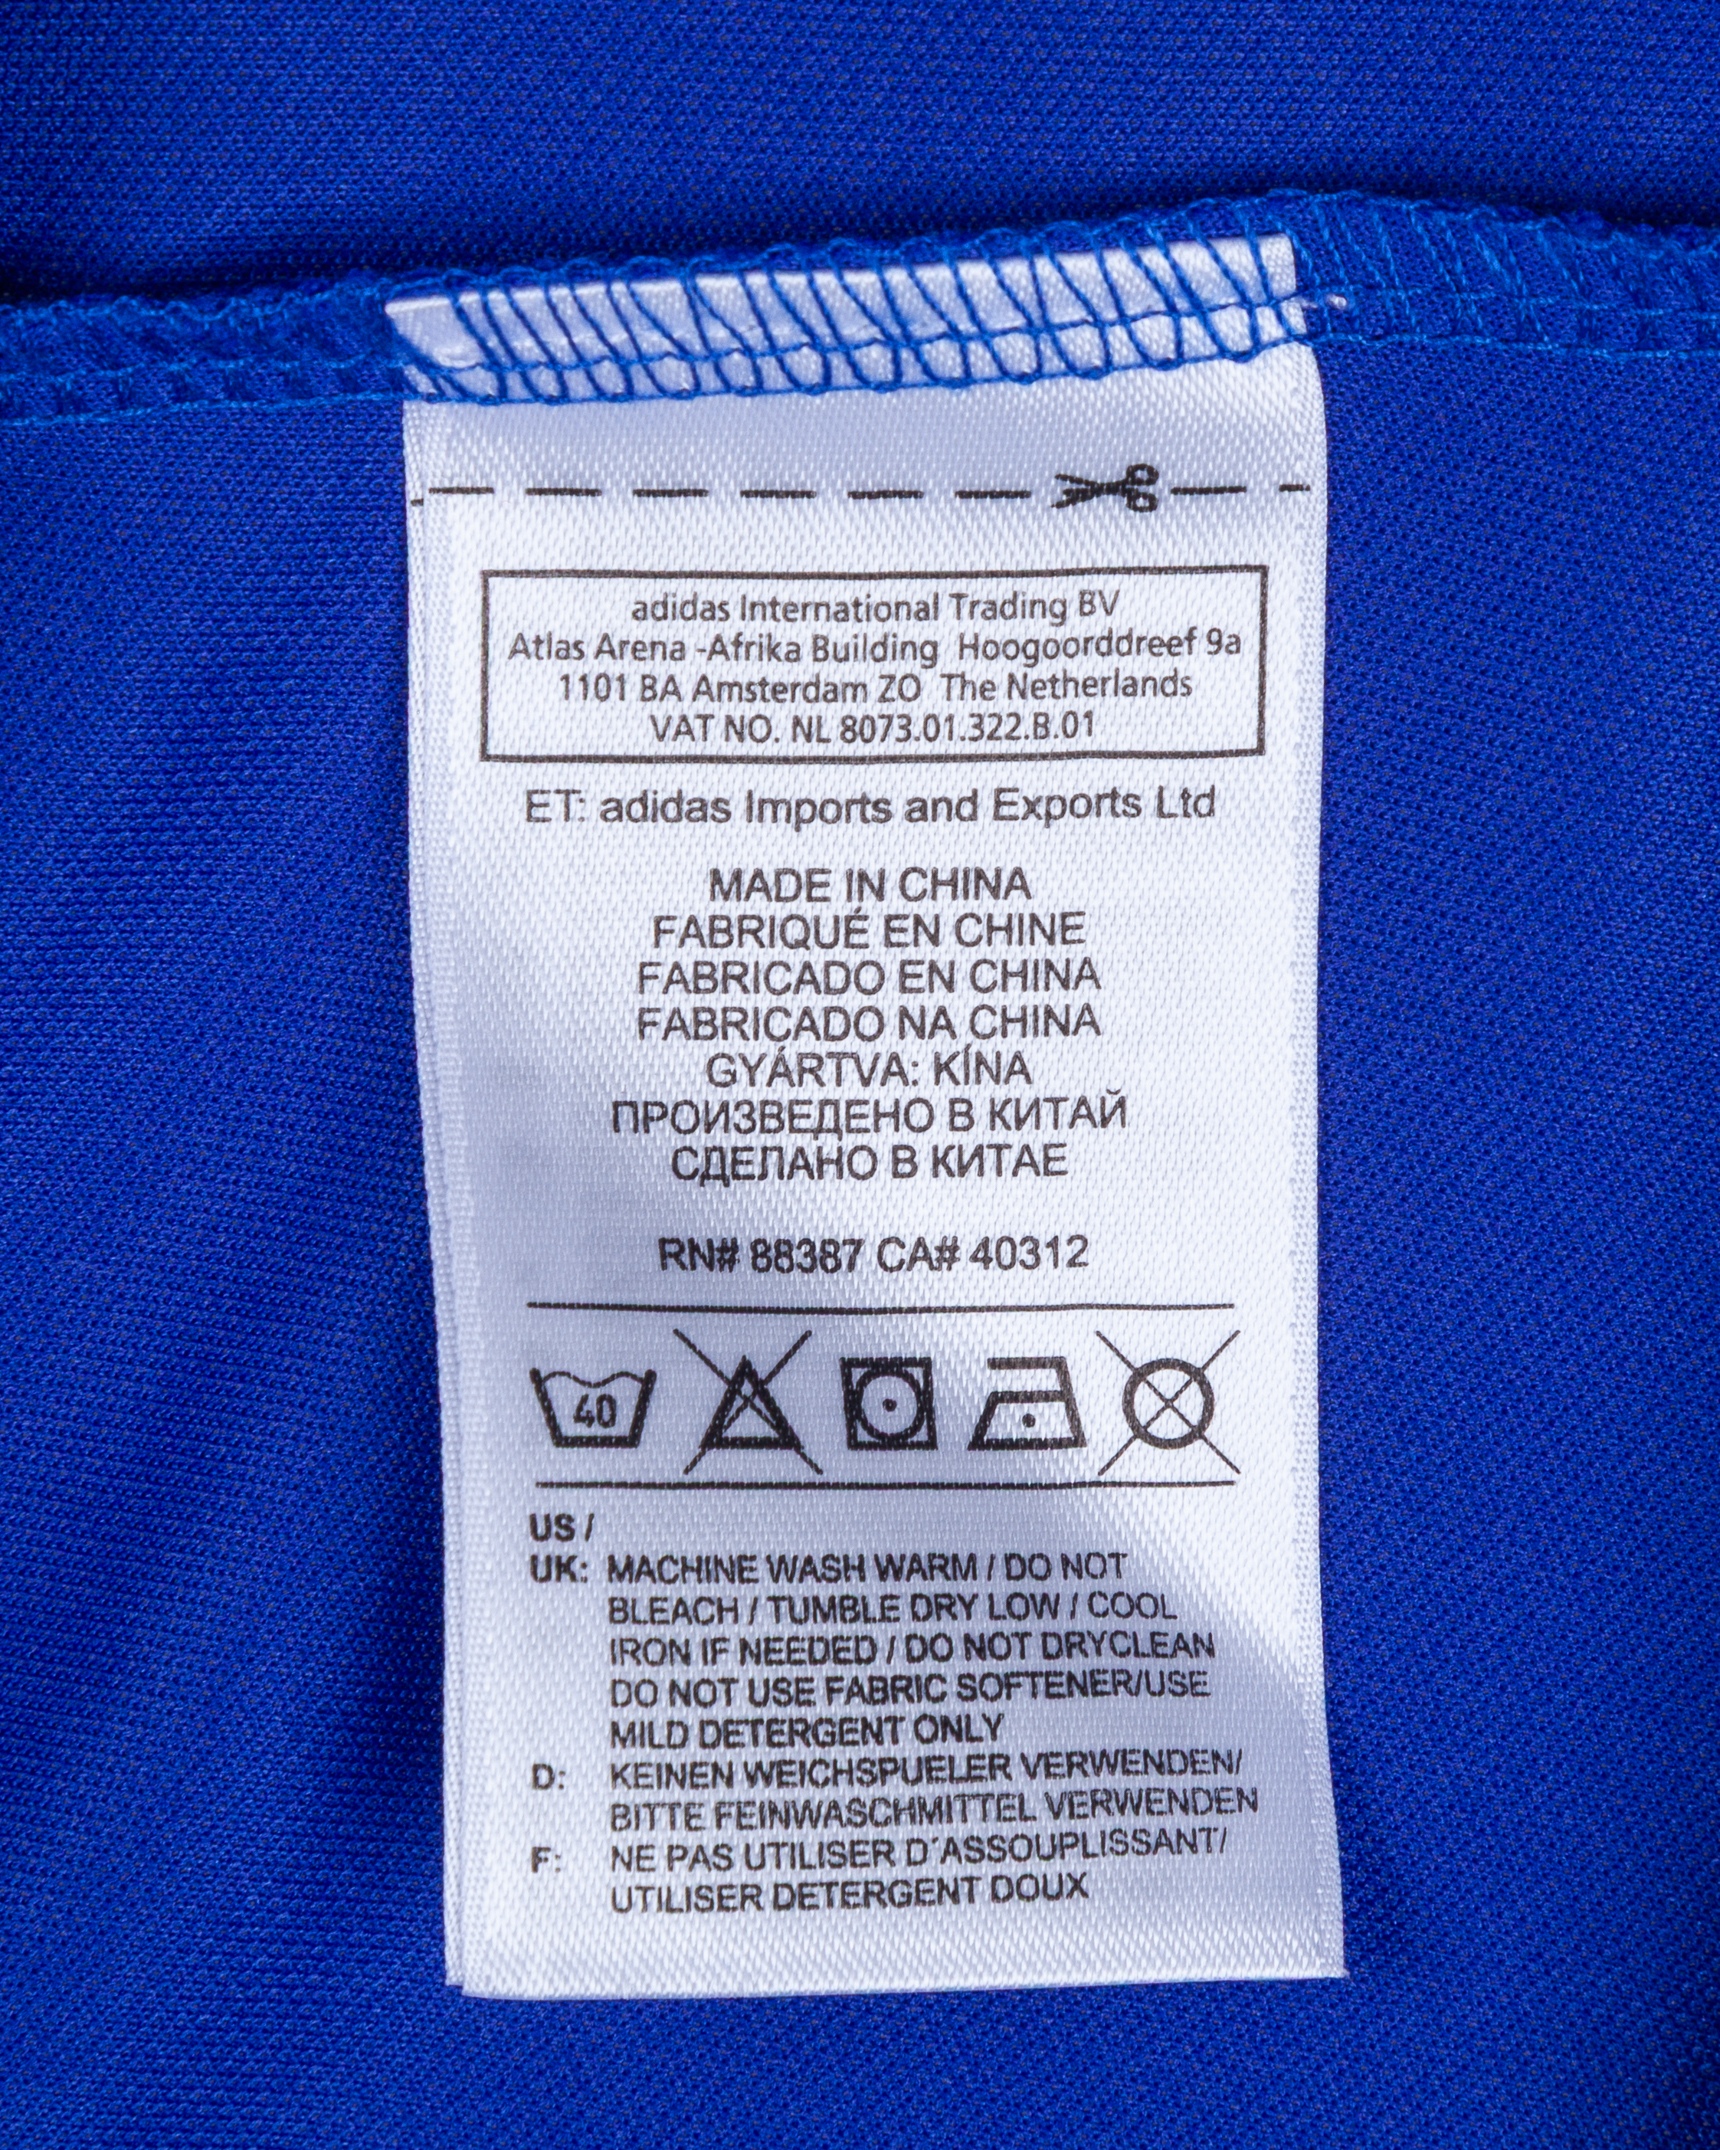 adidas International Trading BV
Atlas Arena -Afrika Building Hoogoorddreef 9a
1101 BA Amsterdam ZO The Netherlands
VAT NO. NL 8073.01.322.B.01
ET: adidas Imports and Exports Ltd
MADE IN CHINA
FABRIQUÉ EN CHINE
FABRICADO EN CHINA
FABRICADO NA CHINA
GYÁRTVA: KÍNA
ПРОИЗВЕДЕНО В КИТАЙ
СДЕЛАНО В КИТАЕ
RN# 88387 CA# 40312
40
US /
UK: MACHINE WASH WARM / DO NOT
BLEACH / TUMBLE DRY LOW / COOL
IRON IF NEEDED / DO NOT DRYCLEAN
DO NOT USE FABRIC SOFTENER/USE
MILD DETERGENT ONLY
D: KEINEN WEICHSPUELER VERWENDEN/
BITTE FEINWASCHMITTEL VERWENDEN
F: NE PAS UTILISER D´ASSOUPLISSANT/
UTILISER DETERGENT DOUX